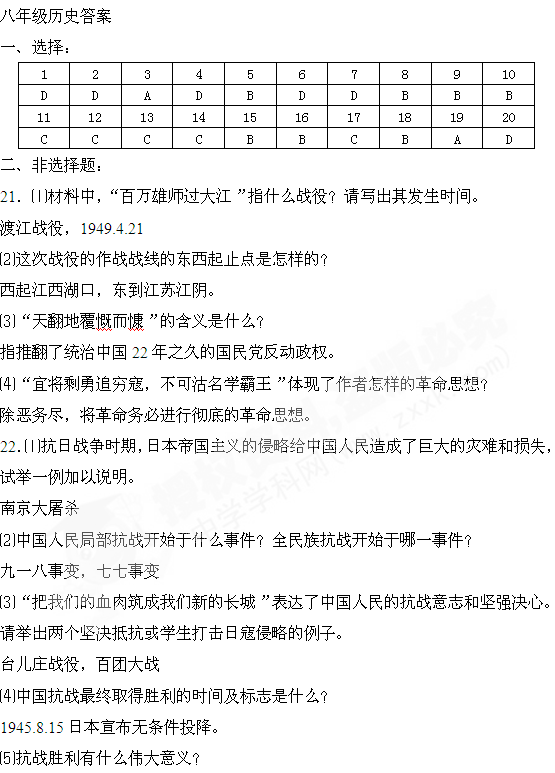 八年级历史答案
一、选择：
1 2 3 4 5 6 7 8 9 10
D D A D B D D B B B
11 12 13 14 15 16 17 18 19 20
C C C C B B C B A D
二、非选择题：
21．⑴材料中，“百万雄师过大江”指什么战役？请写出其发生时间。
渡江战役，1949.4.21
⑵这次战役的作战战线的东西起止点是怎样的？
西起江西湖口，东到江苏江阴。
⑶“天翻地覆慨而慷”的含义是什么？
指推翻了统治中国22年之久的国民党反动政权。
⑷“宜将剩勇追穷寇，不可沽名学霸王”体现了作者怎样的革命思想？
除恶务尽，将革命务必进行彻底的革命思想。
22．⑴抗日战争时期，日本帝国主义的侵略给中国人民造成了巨大的灾难和损失，
试举一例加以说明。
南京大屠杀
⑵中国人民局部抗战开始于什么事件？全民族抗战开始于哪一事件？
九一八事变，七七事变
⑶“把我们的血肉筑成我们新的长城”表达了中国人民的抗战意志和坚强决心。
请举出两个坚决抵抗或学生打击日寇侵略的例子。
台儿庄战役，百团大战
⑷中国抗战最终取得胜利的时间及标志是什么？
1945.8.15日本宣布无条件投降。
⑸抗战胜利有什么伟大意义？